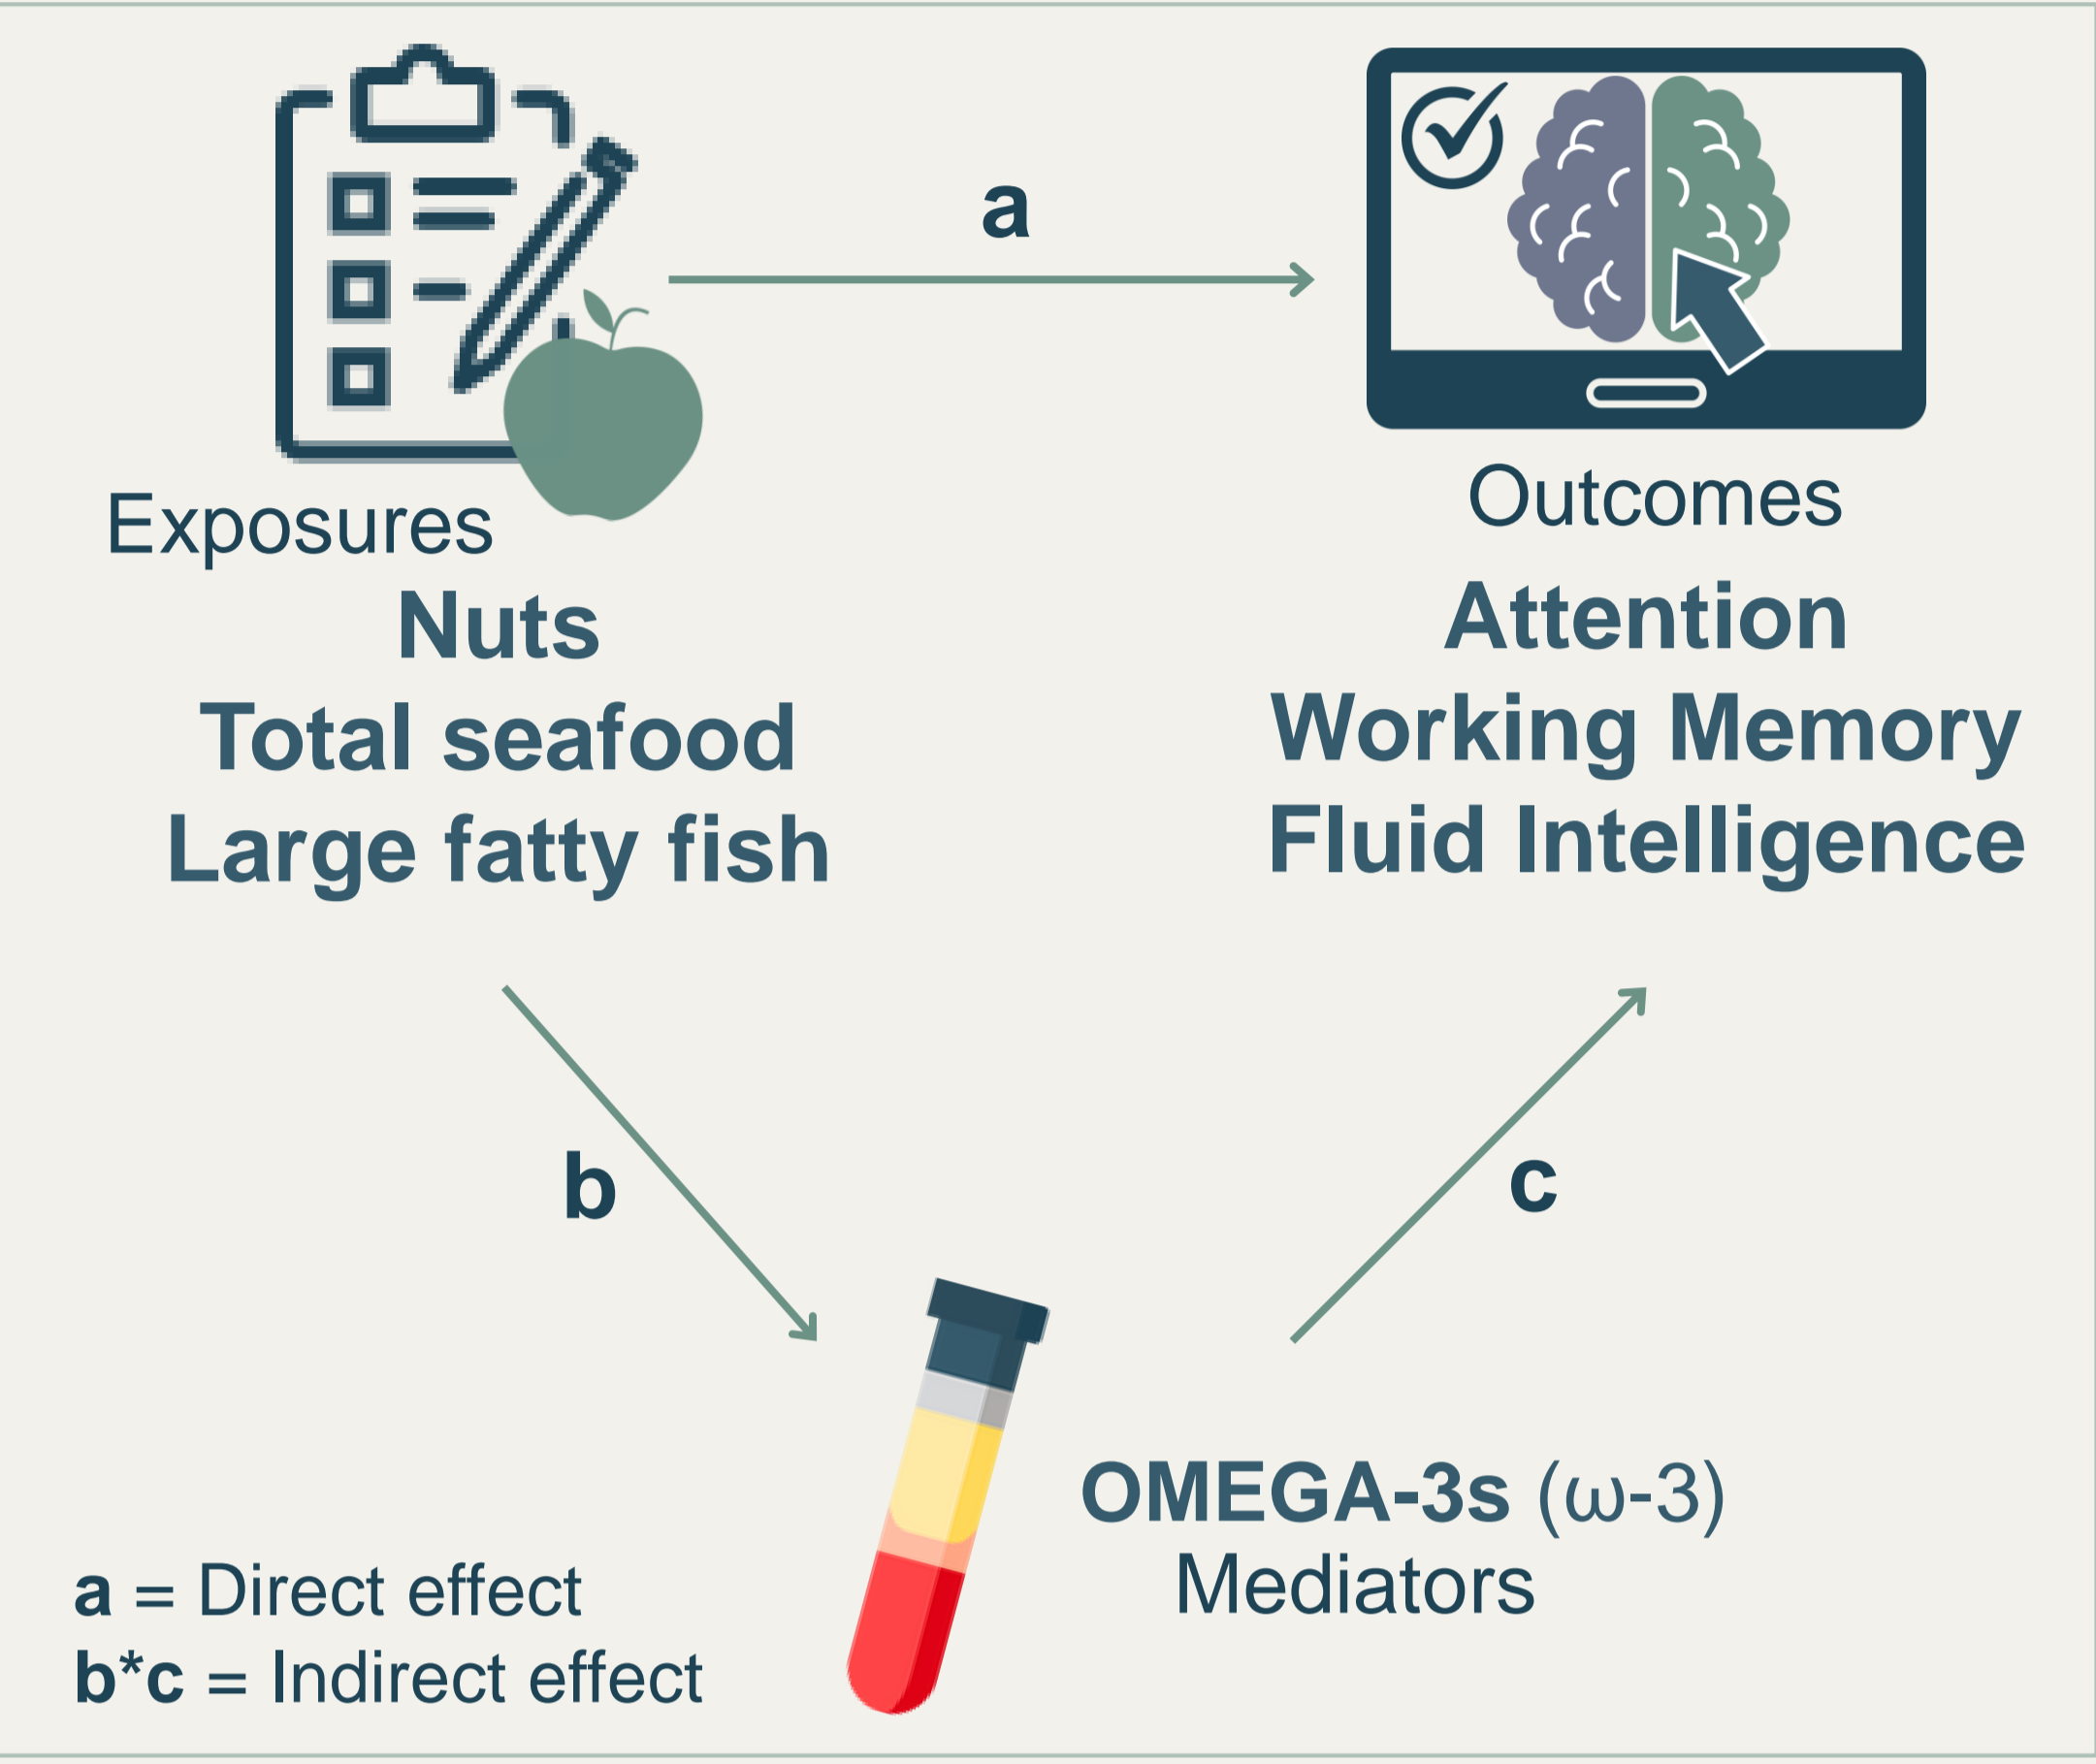 a
Exposures
Nuts
Total seafood
Large fatty fish
Outcomes
Attention
Working Memory
Fluid Intelligence
b
c
OMEGA-3s (ω-3)
Mediators
a = Direct effect
b*c = Indirect effect